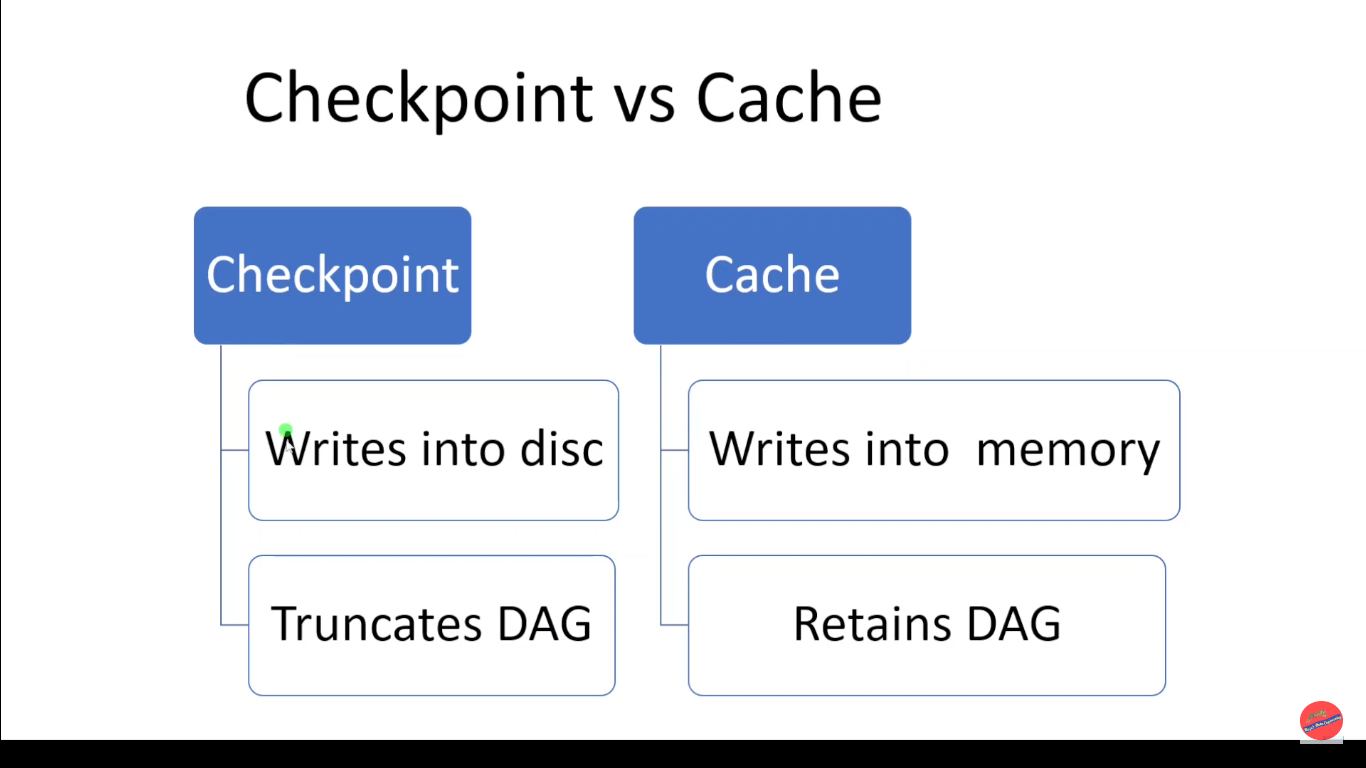 Checkpoint vs Cache
Checkpoint
Cache
Writes into disc
Writes into  memory
Truncates DAG
Retains DAG